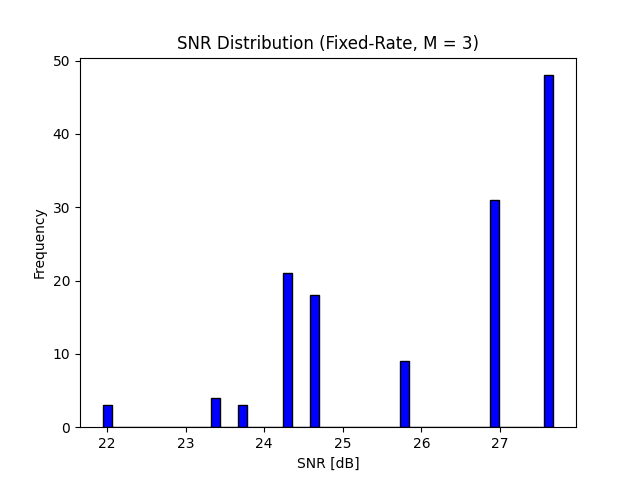 SNR Distribution (Fixed-Rate, M = 3)
50
40
30
20
10
0
Frequency
22 23 24 25 26 27
SNR [dB]